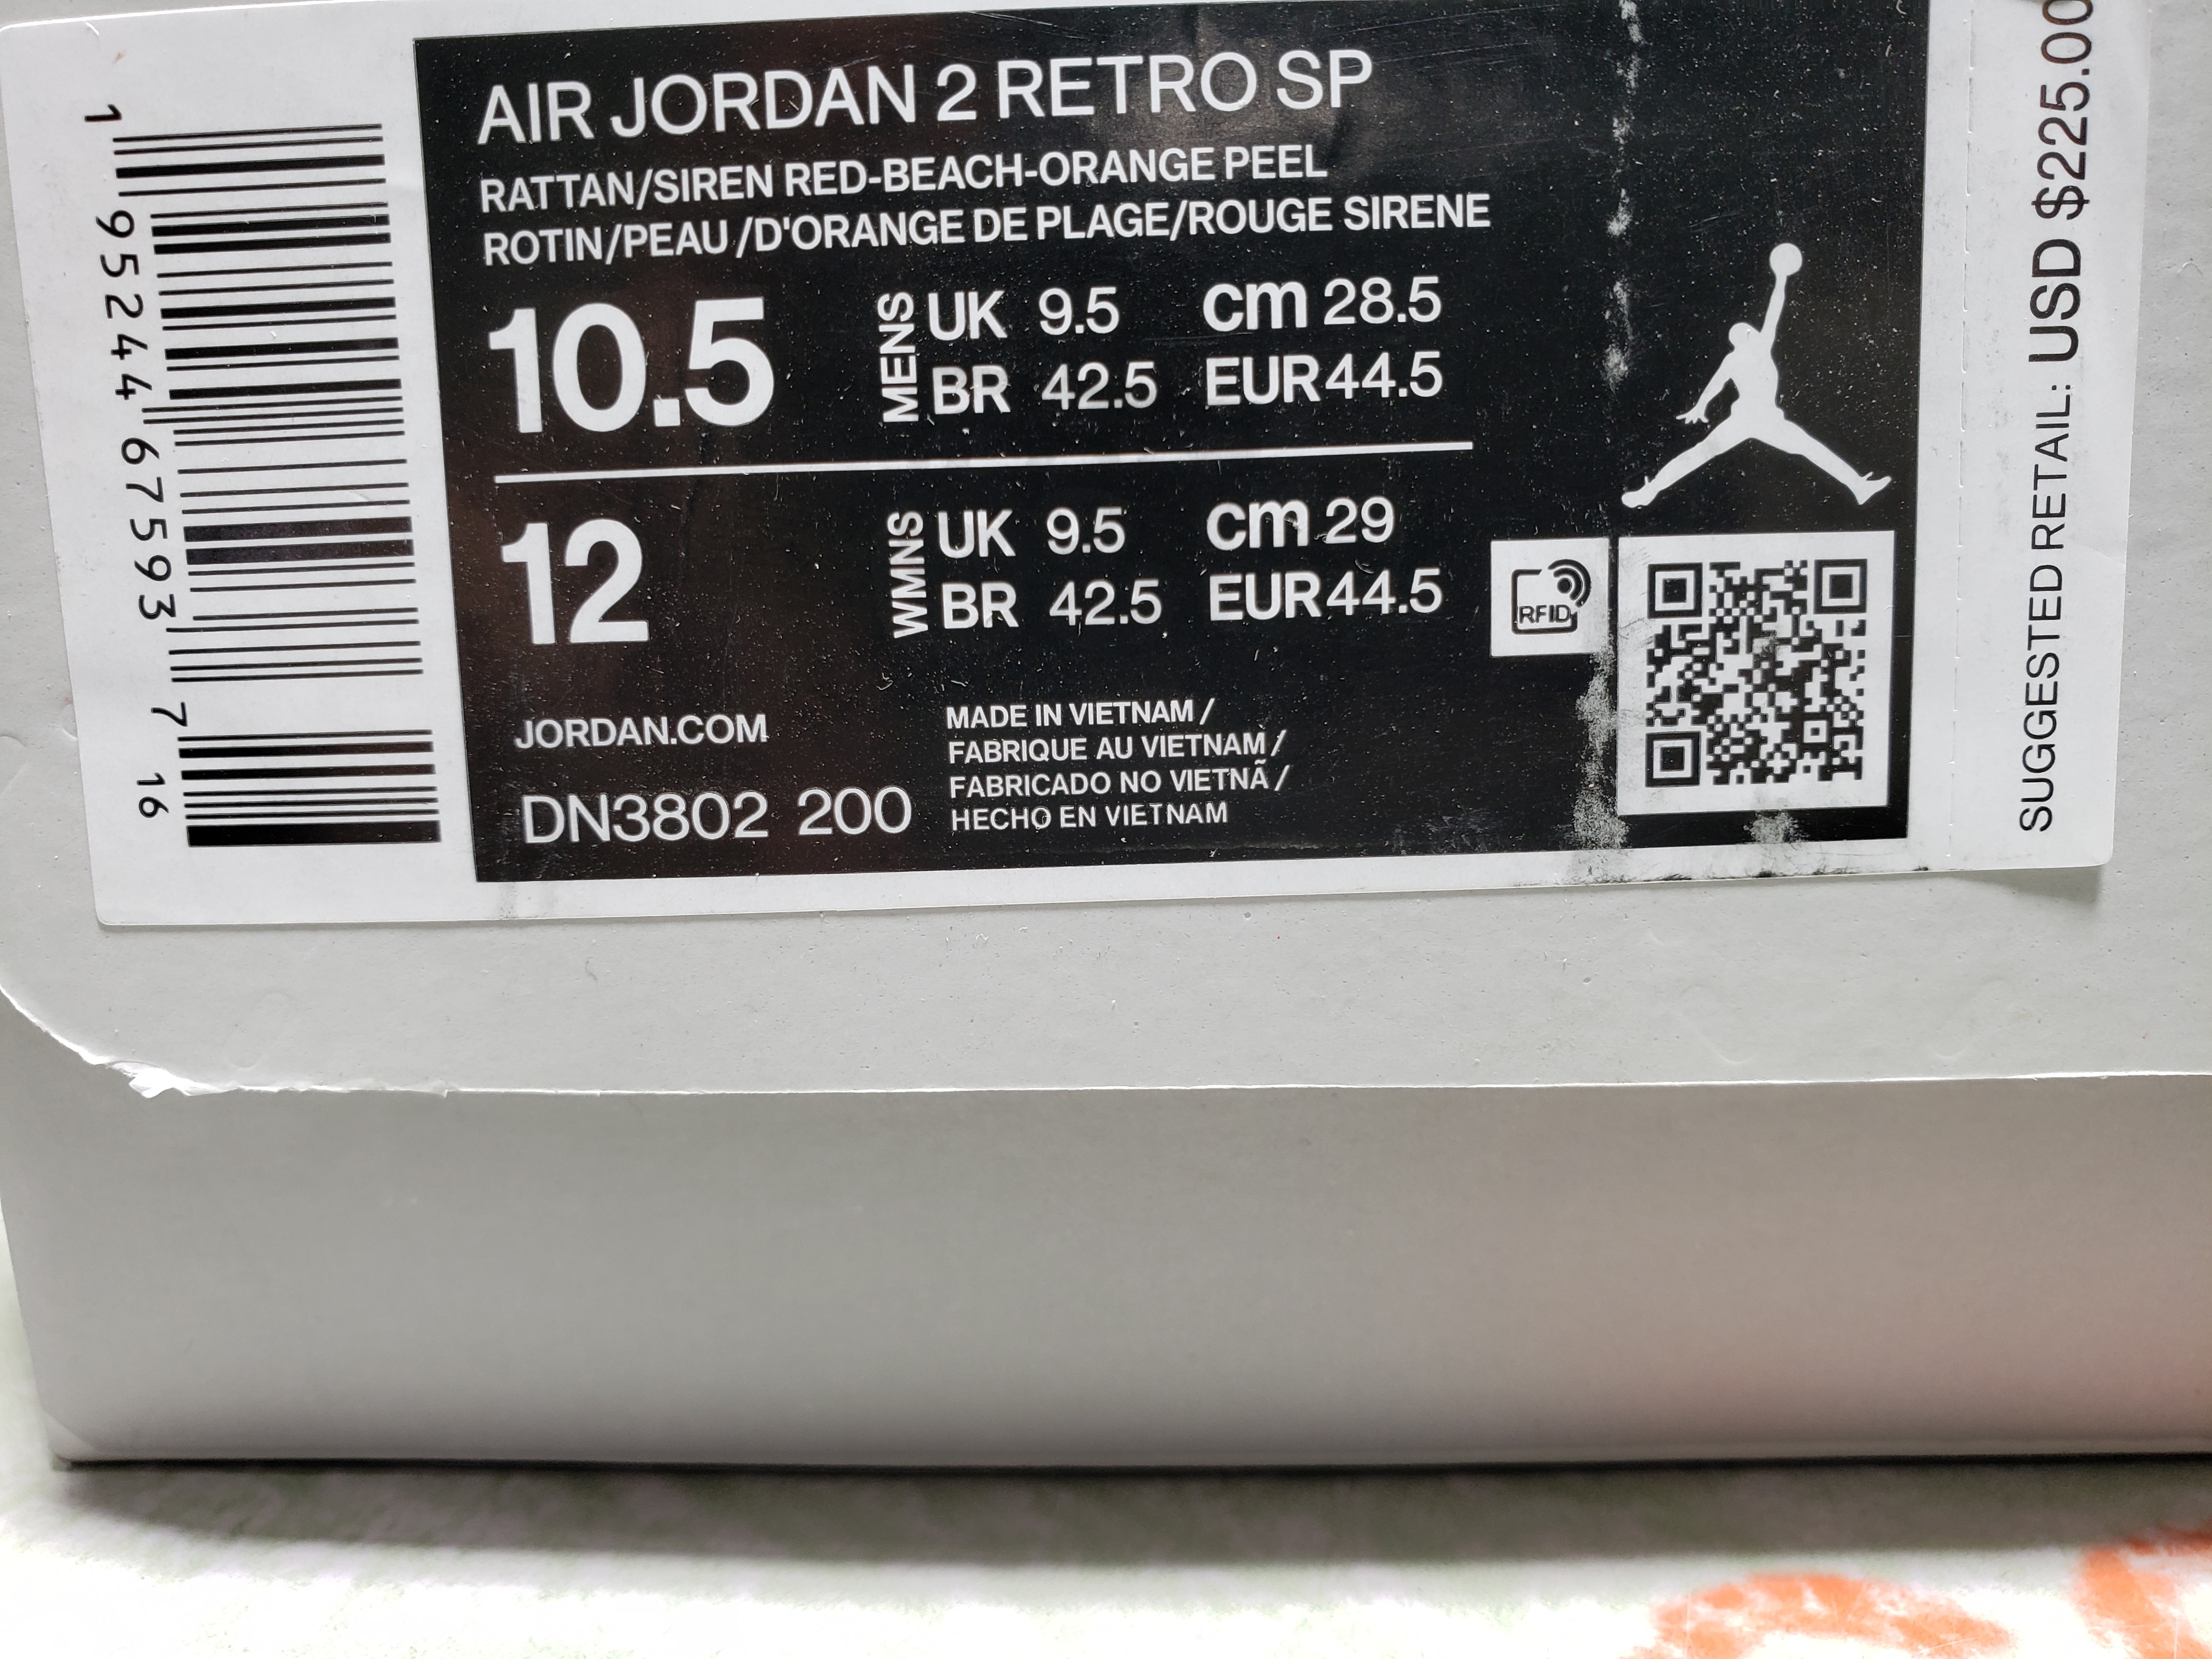 AIR JORDAN 2 RETRO SP
RATTAN/SIREN RED-BEACH-ORANGE PEEL
ROTIN/PEAU/D'ORANGE DE PLAGE/ROUGE SIRENE
10.5 MENS UK 9.5 cm 28.5
BR 42.5 EUR 44.5
12 WMNS UK 9.5 cm 29
BR 42.5 EUR 44.5
RFID
JORDAN.COM
DN3802 200
MADE IN VIETNAM /
FABRIQUE AU VIETNAM /
FABRICADO NO VIETNÃ /
HECHO EN VIETNAM
1 95244 67593 7 16
SUGGESTED RETAIL: USD $225.00